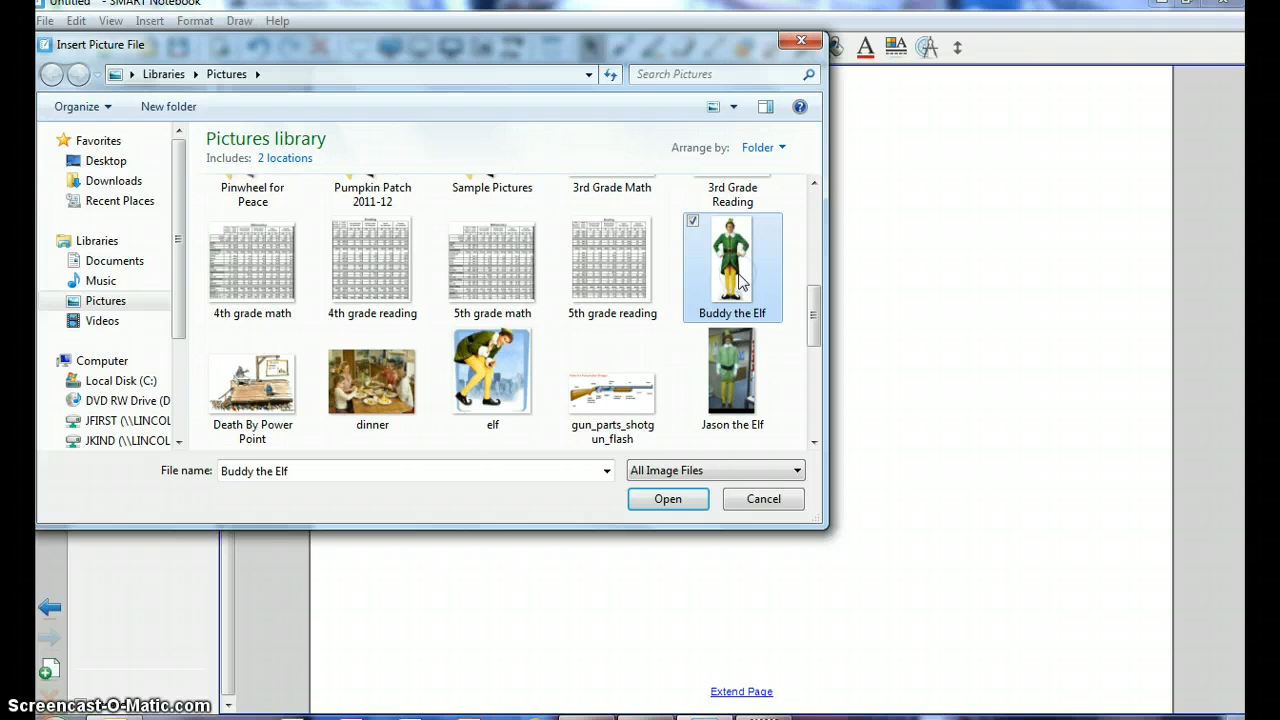 Untitled * - SMART Notebook
File Edit View Insert Format Draw Help
Insert Picture File
Libraries Pictures
Search Pictures
Organize New folder
Favorites
Desktop
Downloads
Recent Places
Libraries
Documents
Music
Pictures
Videos
Computer
Local Disk (C:)
DVD RW Drive (D
JFIRST (\\LINCOL
JKIND (\\LINCOL
Pictures library
Includes: 2 locations
Arrange by: Folder
Pinwheel for
Peace
Pumpkin Patch
2011-12
Sample Pictures
3rd Grade Math
3rd Grade
Reading
4th grade math
4th grade reading
5th grade math
5th grade reading
Buddy the Elf
Death By Power
Point
dinner
elf
gun_parts_shotg
un_flash
Jason the Elf
File name: Buddy the Elf
All Image Files
Open Cancel
Extend Page
Screencast-O-Matic.com